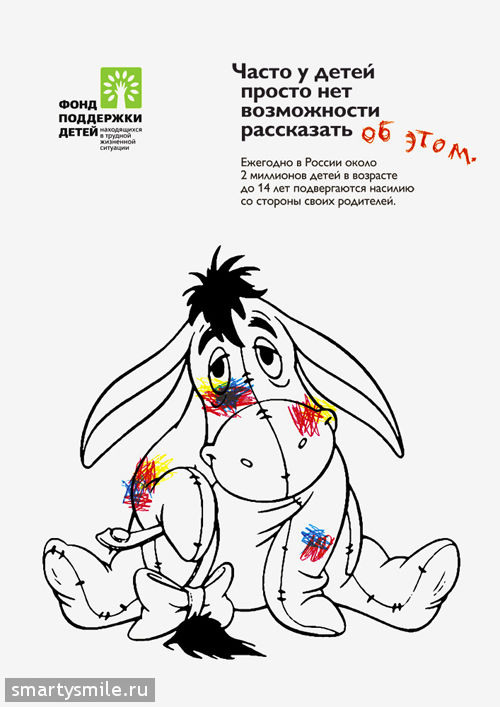 ФОНД
ПОДДЕРЖКИ
ДЕТЕЙ НАХОДЯЩИХСЯ
В ТРУДНОЙ
ЖИЗНЕННОЙ
СИТУАЦИИ
Часто у детей
просто нет
возможности
рассказать об этом.
Ежегодно в России около
2 миллионов детей в возрасте
до 14 лет подвергаются насилию
со стороны своих родителей.
smartysmile.ru